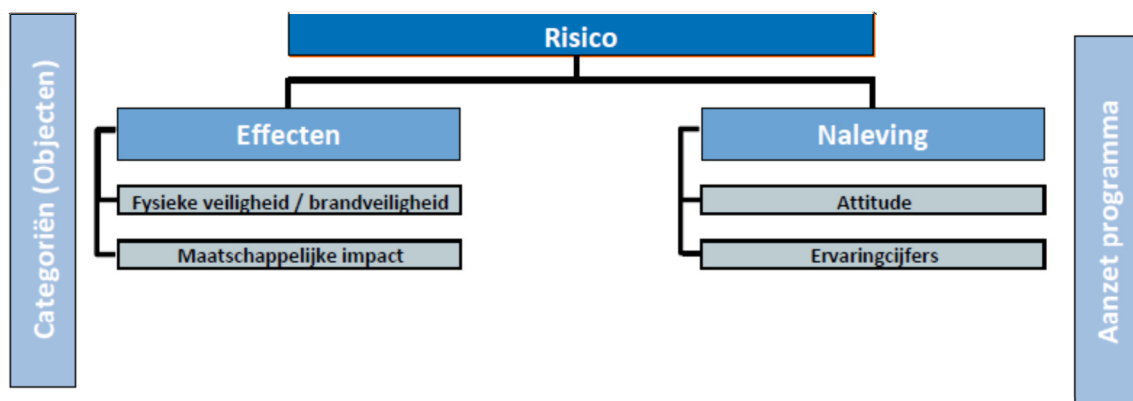 Risico
Categoriën (Objecten)
Effecten
Fysieke veiligheid / brandveiligheid
Maatschappelijke impact
Naleving
Attitude
Ervaringcijfers
Aanzet programma